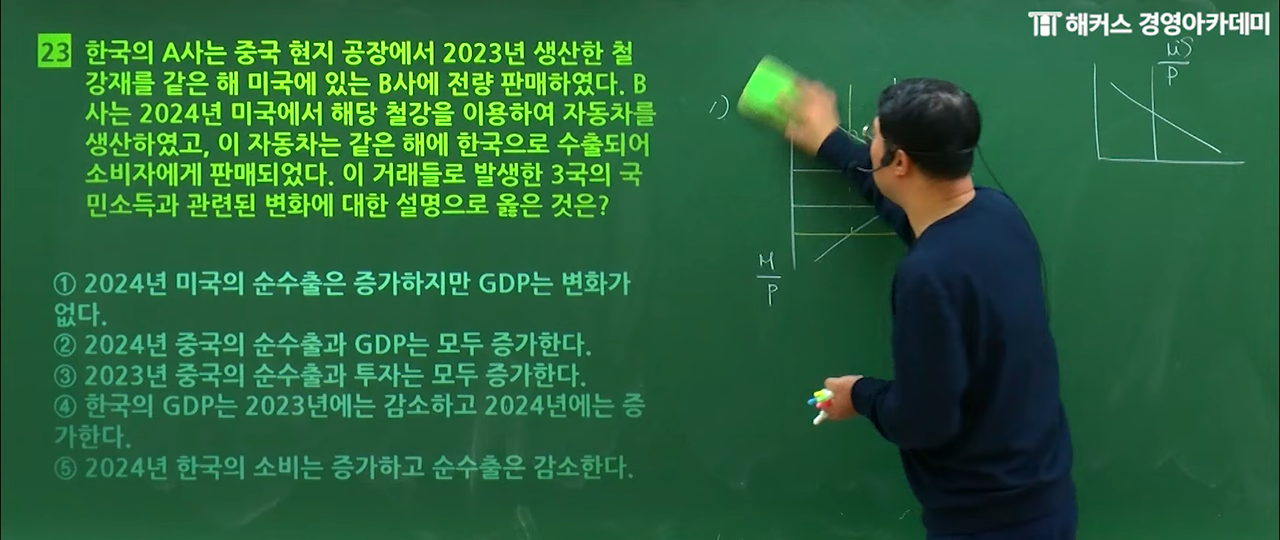 해커스 경영아카데미
23 한국의 A사는 중국 현지 공장에서 2023년 생산한 철
강재를 같은 해 미국에 있는 B사에 전량 판매하였다. B
사는 2024년 미국에서 해당 철강을 이용하여 자동차를
생산하였고, 이 자동차는 같은 해에 한국으로 수출되어
소비자에게 판매되었다. 이 거래들로 발생한 3국의 국
민소득과 관련된 변화에 대한 설명으로 옳은 것은?
① 2024년 미국의 순수출은 증가하지만 GDP는 변화가
없다.
② 2024년 중국의 순수출과 GDP는 모두 증가한다.
③ 2023년 중국의 순수출과 투자는 모두 증가한다.
④ 한국의 GDP는 2023년에는 감소하고 2024년에는 증
가한다.
⑤ 2024년 한국의 소비는 증가하고 순수출은 감소한다.
1)
M
P
P